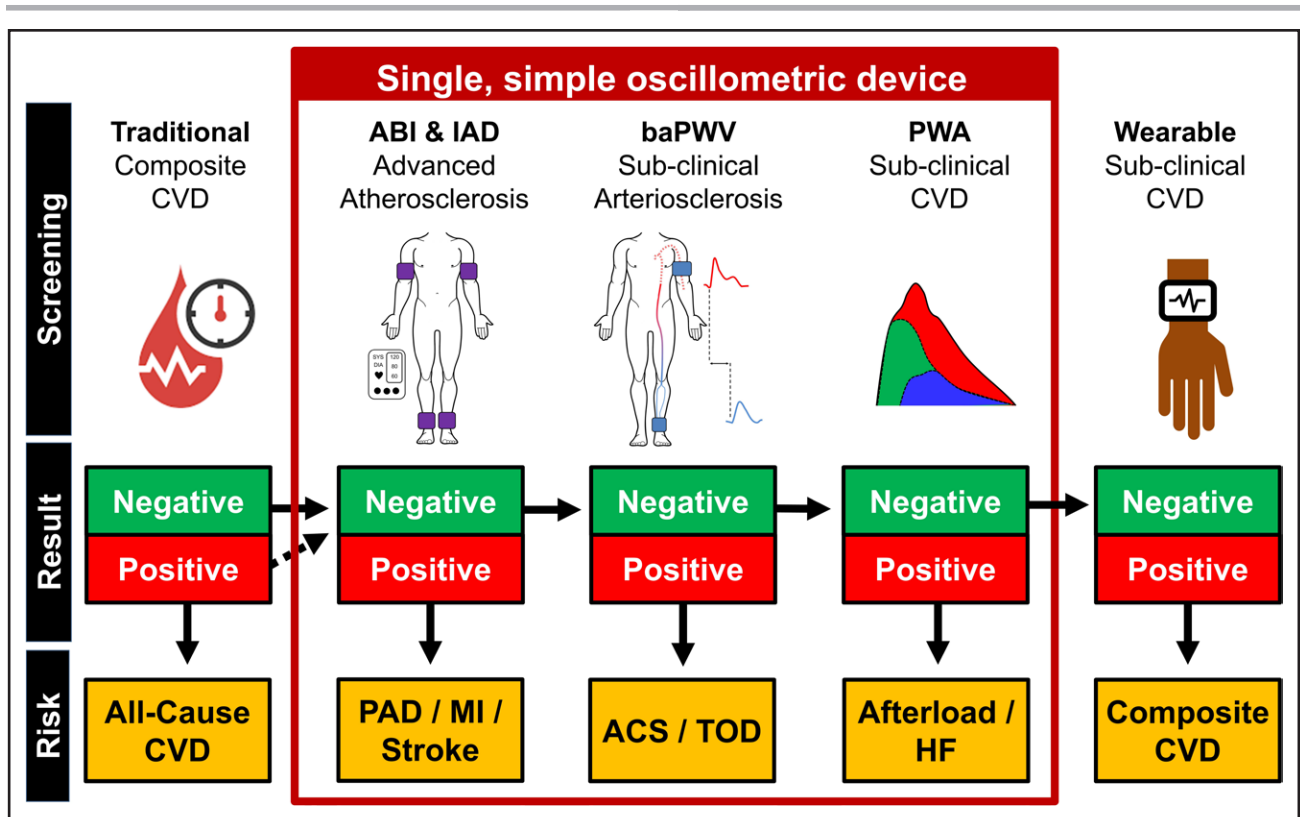 Single, simple oscillometric device
Screening
Traditional
Composite
CVD
ABI & IAD
Advanced
Atherosclerosis
SYS 120
DIA 80
60
baPWV
Sub-clinical
Arteriosclerosis
PWA
Sub-clinical
CVD
Wearable
Sub-clinical
CVD
Result
Negative
Positive
Negative
Positive
Negative
Positive
Negative
Positive
Negative
Positive
Risk
All-Cause
CVD
PAD / MI /
Stroke
ACS / TOD
Afterload /
HF
Composite
CVD